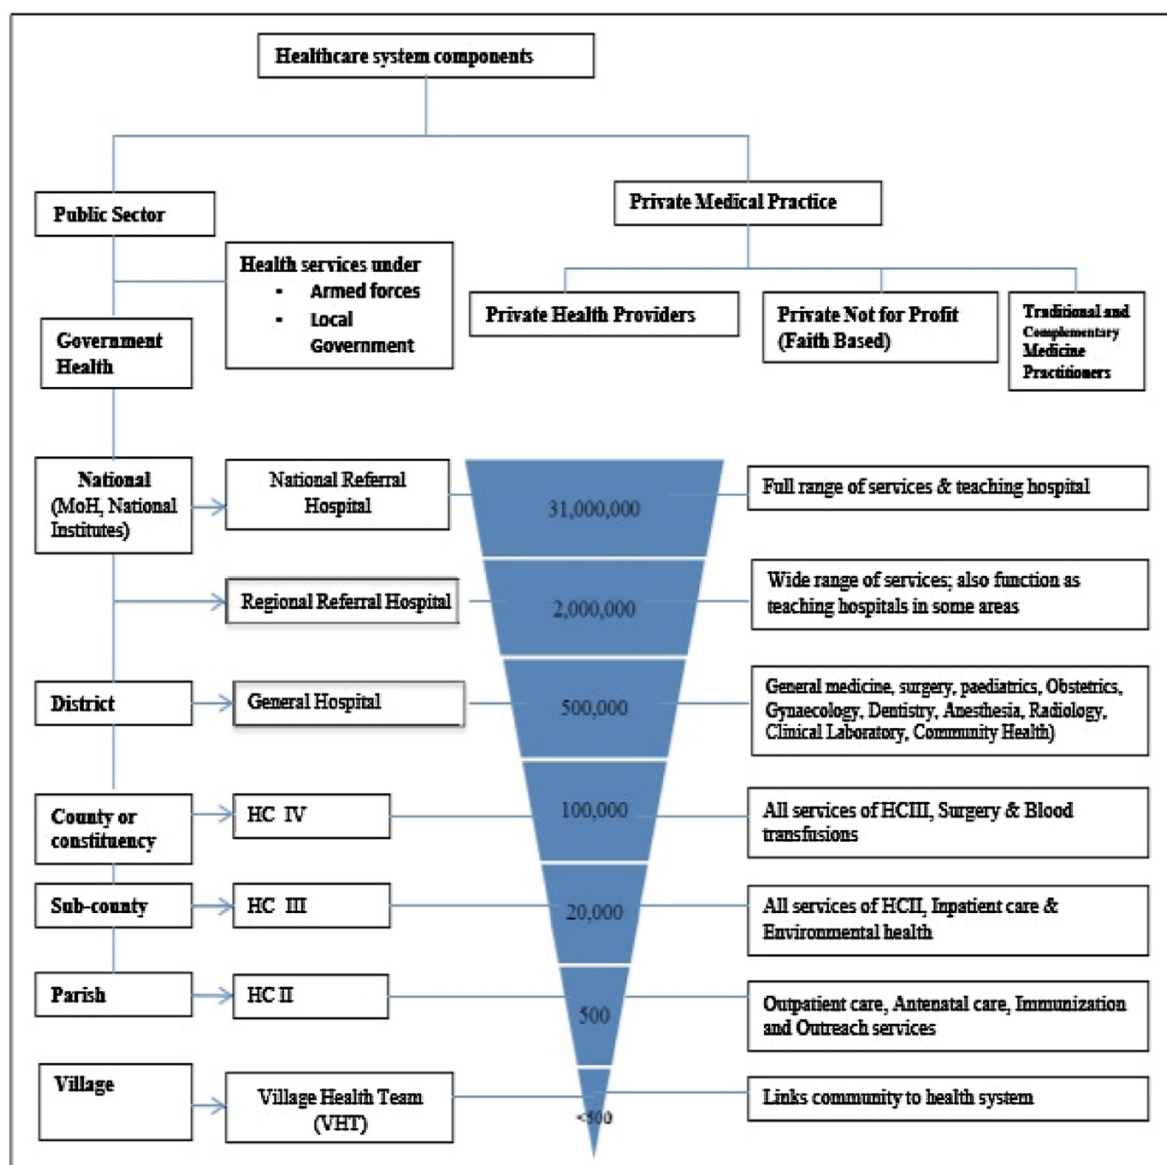 Healthcare system components
Public Sector
Private Medical Practice
Health services under
- Armed forces
- Local
Government
Private Health Providers
Private Not for Profit
(Faith Based)
Traditional and
Complementary
Medicine
Practitioners
Government
Health
National
(MoH, National
Institutes)
National Referral
Hospital
31,000,000
Full range of services & teaching hospital
Regional Referral Hospital
2,000,000
Wide range of services; also function as
teaching hospitals in some areas
District
General Hospital
500,000
General medicine, surgery, paediatrics, Obstetrics,
Gynaecology, Dentistry, Anesthesia, Radiology,
Clinical Laboratory, Community Health)
County or
constituency
HC IV
100,000
All services of HCIII, Surgery & Blood
transfusions
Sub-county
HC III
20,000
All services of HCII, Inpatient care &
Environmental health
Parish
HC II
500
Outpatient care, Antenatal care, Immunization
and Outreach services
Village
Village Health Team
(VHT)
<500
Links community to health system